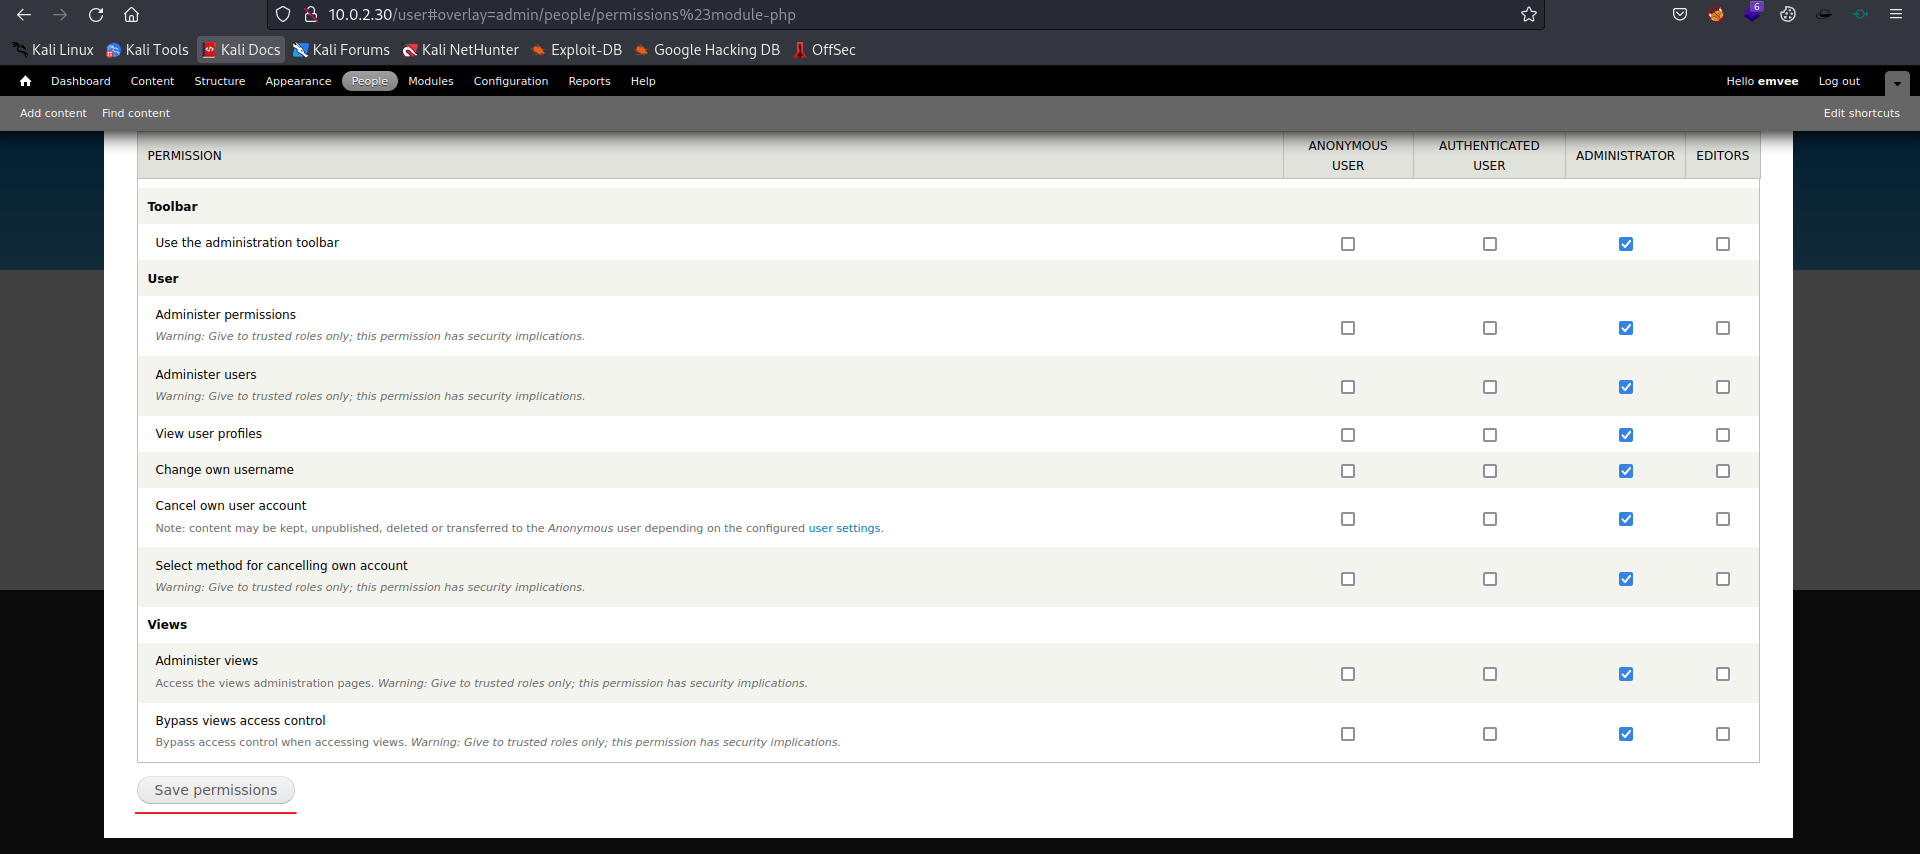 10.0.2.30/user#overlay=admin/people/permissions%23module-php
6
Kali Linux Kali Tools Kali Docs Kali Forums Kali NetHunter Exploit-DB Google Hacking DB OffSec
Dashboard Content Structure Appearance People Modules Configuration Reports Help Hello emvee Log out
Add content Find content Edit shortcuts
PERMISSION ANONYMOUS USER AUTHENTICATED USER ADMINISTRATOR EDITORS
Toolbar
Use the administration toolbar
User
Administer permissions
Warning: Give to trusted roles only; this permission has security implications.
Administer users
Warning: Give to trusted roles only; this permission has security implications.
View user profiles
Change own username
Cancel own user account
Note: content may be kept, unpublished, deleted or transferred to the Anonymous user depending on the configured user settings.
Select method for cancelling own account
Warning: Give to trusted roles only; this permission has security implications.
Views
Administer views
Access the views administration pages. Warning: Give to trusted roles only; this permission has security implications.
Bypass views access control
Bypass access control when accessing views. Warning: Give to trusted roles only; this permission has security implications.
Save permissions